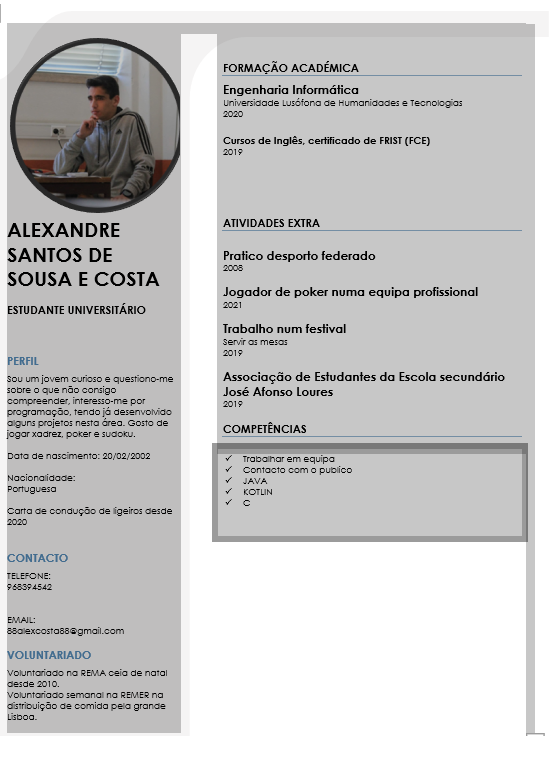 ALEXANDRE
SANTOS DE
SOUSA E COSTA
ESTUDANTE UNIVERSITÁRIO
PERFIL
Sou um jovem curioso e questiono-me
sobre o que não consigo
compreender, interesso-me por
programação, tendo já desenvolvido
alguns projetos nesta área. Gosto de
jogar xadrez, poker e sudoku.
Data de nascimento: 20/02/2002
Nacionalidade:
Portuguesa
Carta de condução de ligeiros desde
2020
CONTACTO
TELEFONE:
968394542
EMAIL:
88alexcosta88@gmail.com
VOLUNTARIADO
Voluntariado na REMA ceia de natal
desde 2010.
Voluntariado semanal na REMER na
distribuição de comida pela grande
Lisboa.
FORMAÇÃO ACADÉMICA
Engenharia Informática
Universidade Lusófona de Humanidades e Tecnologias
2020
Cursos de Inglês, certificado de FRIST (FCE)
2019
ATIVIDADES EXTRA
Pratico desporto federado
2008
Jogador de poker numa equipa profissional
2021
Trabalho num festival
Servir as mesas
2019
Associação de Estudantes da Escola secundário
José Afonso Loures
2019
COMPETÊNCIAS
✓ Trabalhar em equipa
✓ Contacto com o publico
✓ JAVA
✓ KOTLIN
✓ C